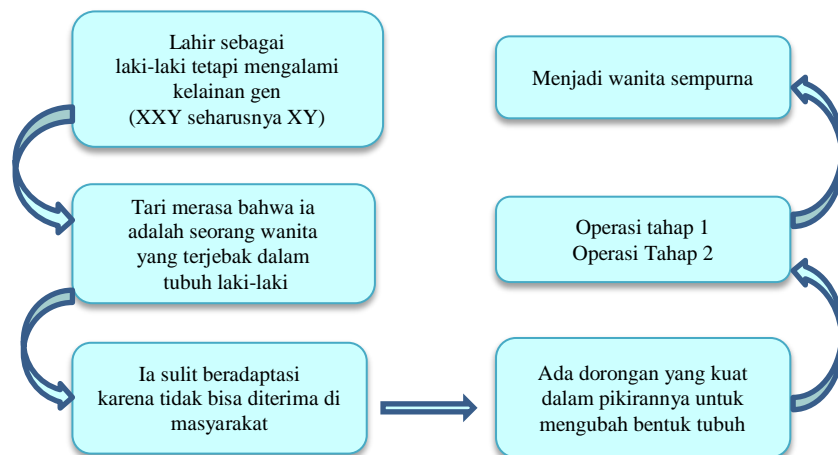 Lahir sebagai
laki-laki tetapi mengalami
kelainan gen
(XXY seharusnya XY)
Tari merasa bahwa ia
adalah seorang wanita
yang terjebak dalam
tubuh laki-laki
Ia sulit beradaptasi
karena tidak bisa diterima di
masyarakat
Ada dorongan yang kuat
dalam pikirannya untuk
mengubah bentuk tubuh
Operasi tahap 1
Operasi Tahap 2
Menjadi wanita sempurna